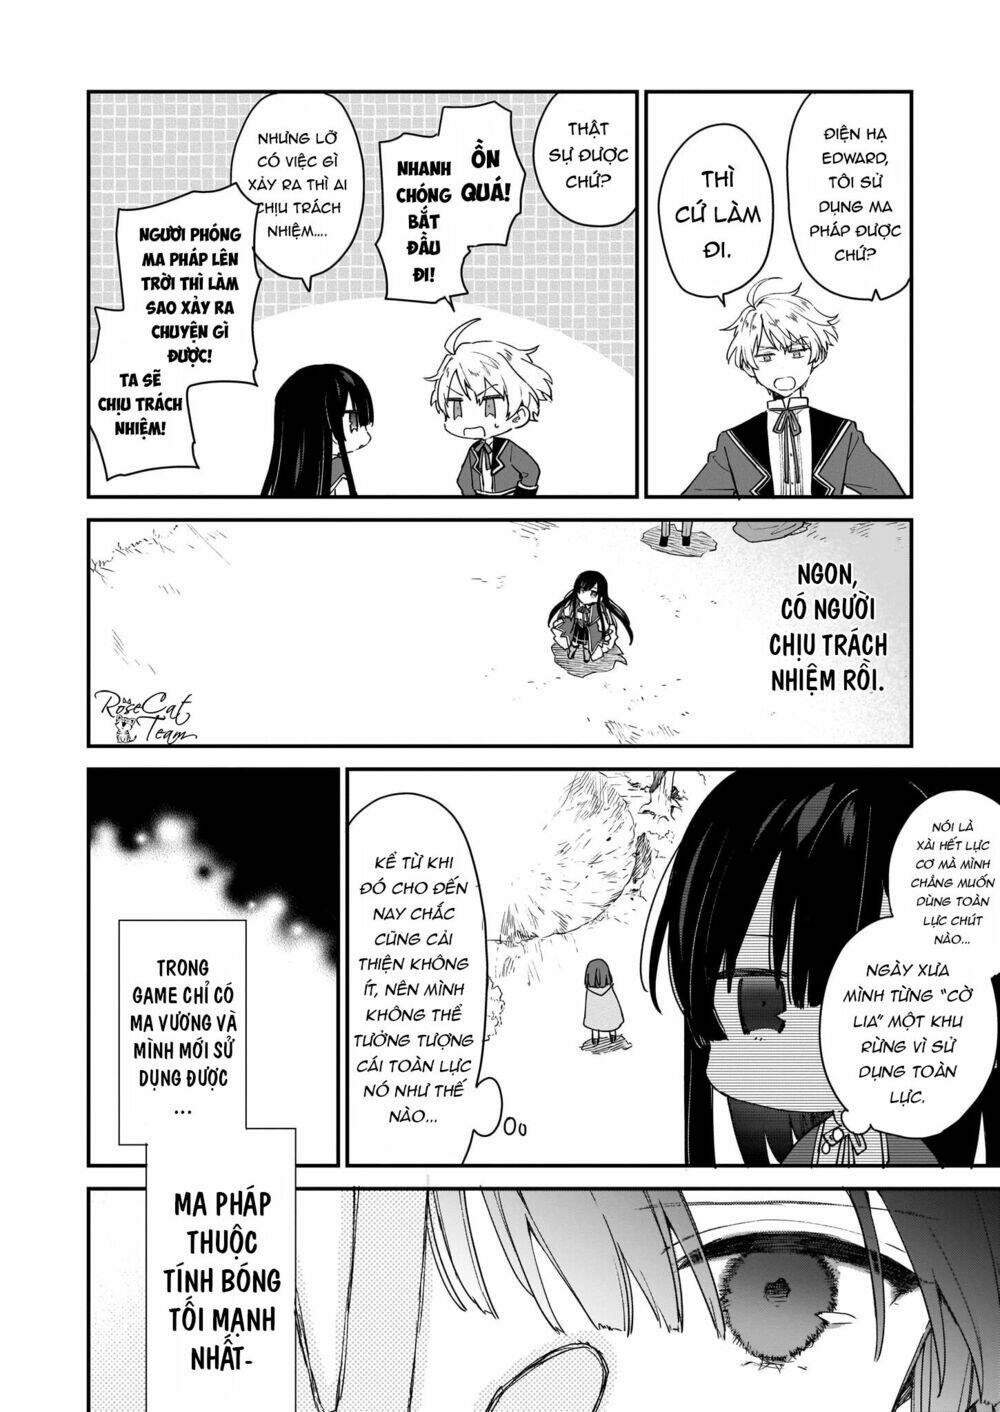 ĐIỆN HẠ
EDWARD,
TÔI SỬ
DỤNG MA
PHÁP ĐƯỢC
CHỨ?
THÌ
CỨ LÀM
ĐI.
THẬT
SỰ ĐƯỢC
CHỨ?
ỒN
QUÁ!
NHANH
CHÓNG
BẮT
ĐẦU
ĐI!
NHƯNG LỠ
CÓ VIỆC GÌ
XẢY RA THÌ AI
CHỊU TRÁCH
NHIỆM....
NGƯƠI PHÓNG
MA PHÁP LÊN
TRỜI THÌ LÀM
SAO XẢY RA
CHUYỆN GÌ
ĐƯỢC!
TA SẼ
CHỊU TRÁCH
NHIỆM!
NGON,
CÓ NGƯỜI
CHỊU TRÁCH
NHIỆM RỒI.
RoseCat
Team
NÓI LÀ
XÀI HẾT LỰC
CƠ MÀ MÌNH
CHẲNG MUỐN
DÙNG TOÀN
LỰC CHÚT
NÀO...
NGÀY XƯA
MÌNH TỪNG “CỜ
LIA” MỘT KHU
RỪNG VÌ SỬ
DỤNG TOÀN
LỰC.
KỂ TỪ KHI
ĐÓ CHO ĐẾN
NAY CHẮC
CŨNG CẢI
THIỆN KHÔNG
ÍT, NÊN MÌNH
KHÔNG THỂ
TƯỞNG TƯỢNG
CÁI TOÀN LỰC
NÓ NHƯ THẾ
NÀO...
TRONG
GAME CHỈ CÓ
MA VƯƠNG VÀ
MÌNH MỚI SỬ
DỤNG ĐƯỢC
...
MA PHÁP
THUỘC
TÍNH BÓNG
TỐI MẠNH
NHẤT-